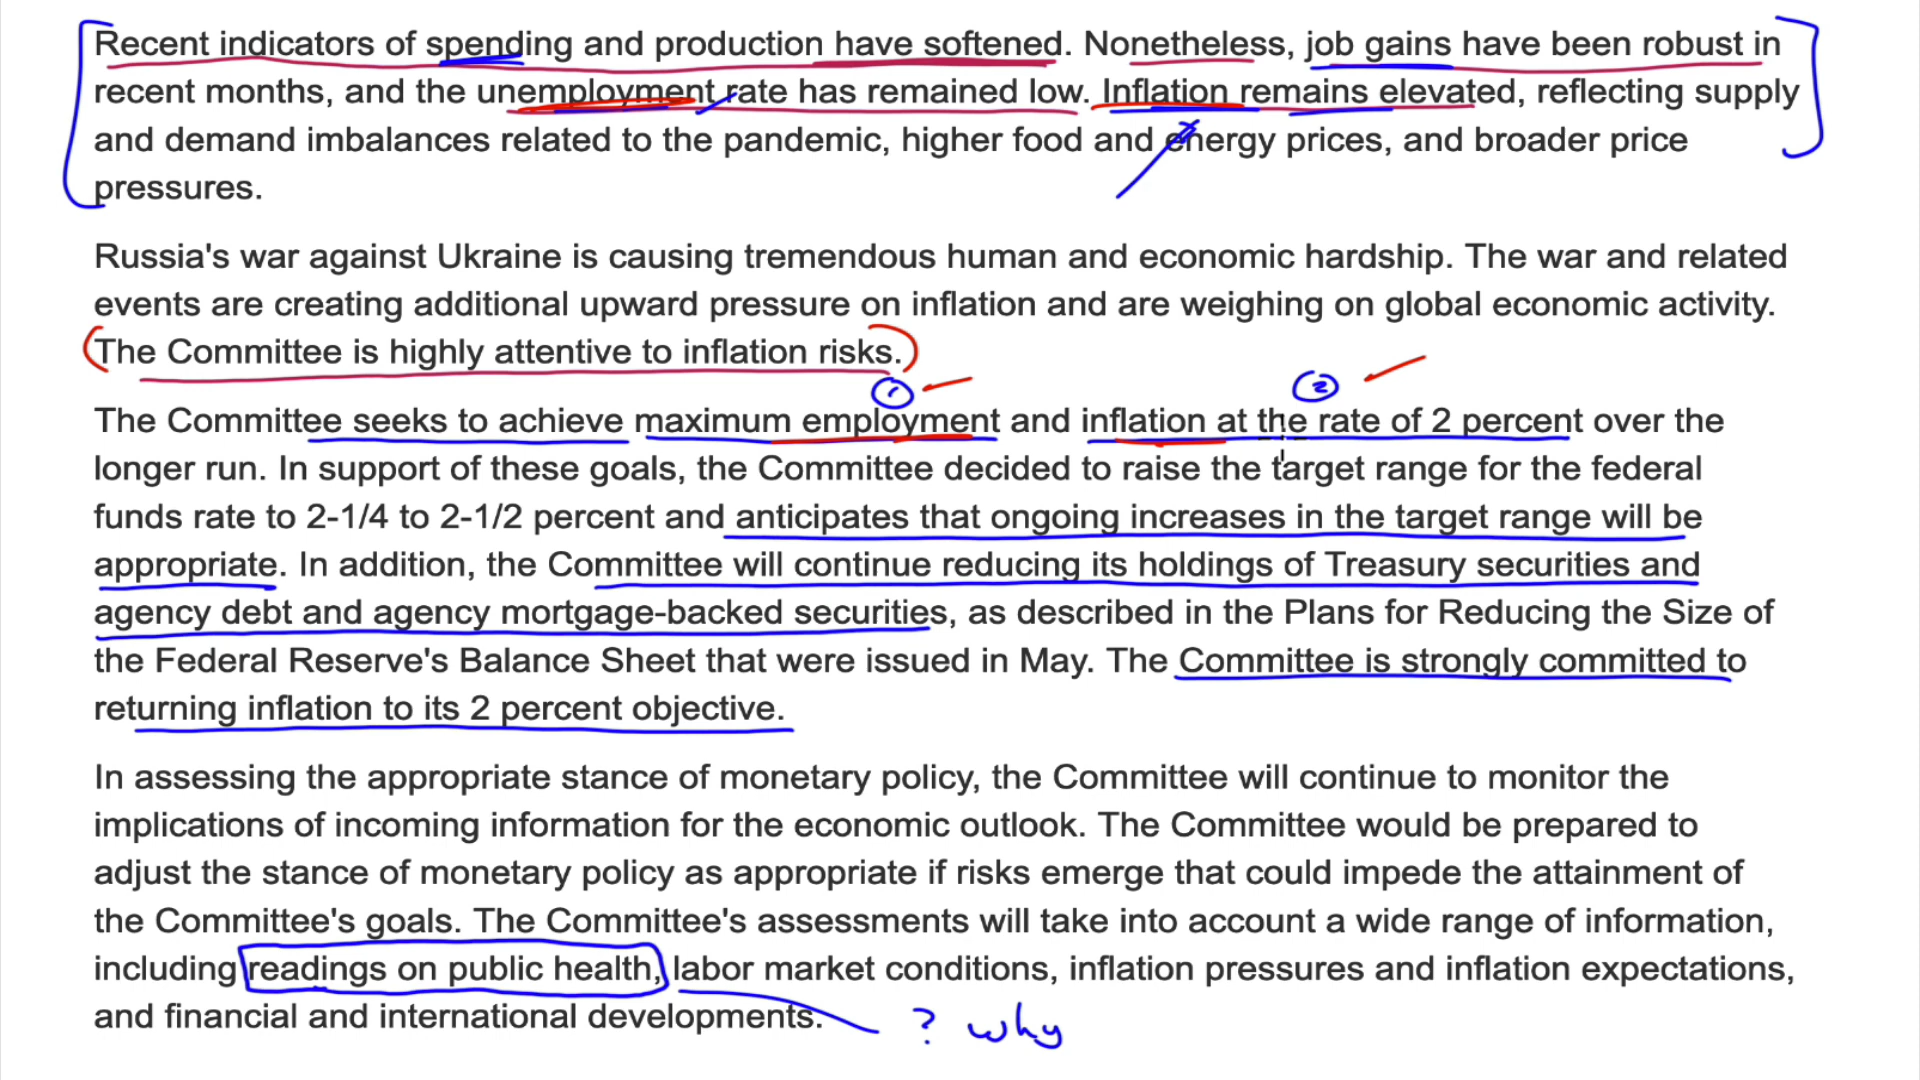 Recent indicators of spending and production have softened. Nonetheless, job gains have been robust in
recent months, and the unemployment rate has remained low. Inflation remains elevated, reflecting supply
and demand imbalances related to the pandemic, higher food and energy prices, and broader price
pressures.
Russia's war against Ukraine is causing tremendous human and economic hardship. The war and related
events are creating additional upward pressure on inflation and are weighing on global economic activity.
The Committee is highly attentive to inflation risks.
1 2
The Committee seeks to achieve maximum employment and inflation at the rate of 2 percent over the
longer run. In support of these goals, the Committee decided to raise the target range for the federal
funds rate to 2-1/4 to 2-1/2 percent and anticipates that ongoing increases in the target range will be
appropriate. In addition, the Committee will continue reducing its holdings of Treasury securities and
agency debt and agency mortgage-backed securities, as described in the Plans for Reducing the Size of
the Federal Reserve's Balance Sheet that were issued in May. The Committee is strongly committed to
returning inflation to its 2 percent objective.
In assessing the appropriate stance of monetary policy, the Committee will continue to monitor the
implications of incoming information for the economic outlook. The Committee would be prepared to
adjust the stance of monetary policy as appropriate if risks emerge that could impede the attainment of
the Committee's goals. The Committee's assessments will take into account a wide range of information,
including readings on public health, labor market conditions, inflation pressures and inflation expectations,
and financial and international developments.
? why